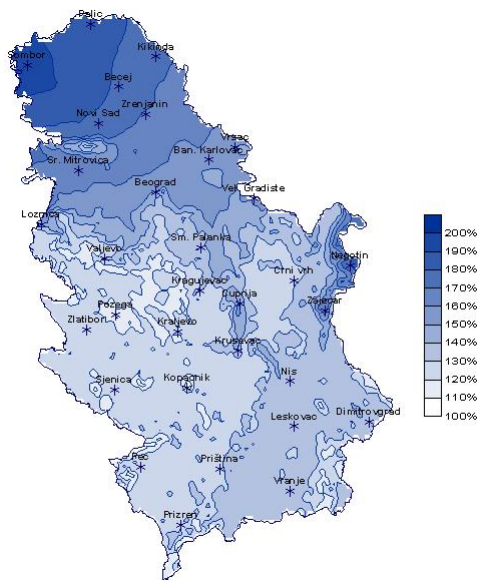 Palic
Sombor
Kikinda
Becej
Zrenjanin
Novi Sad
Vrsac
Ban. Karlovac
Sr. Mitrovica
Beograd
Vel. Gradiste
Loznica
Sm. Palanka
Valjevo
Negotin
Crni vrh
Kragujevac
Cuprija
Zajecar
Pozega
Zlatibor
Kraljevo
Krusevac
Nis
Sjenica
Kopaonik
Dimitrovgrad
Leskovac
Pec
Priština
Vranje
Prizren
200%
190%
180%
170%
160%
150%
140%
130%
120%
110%
100%